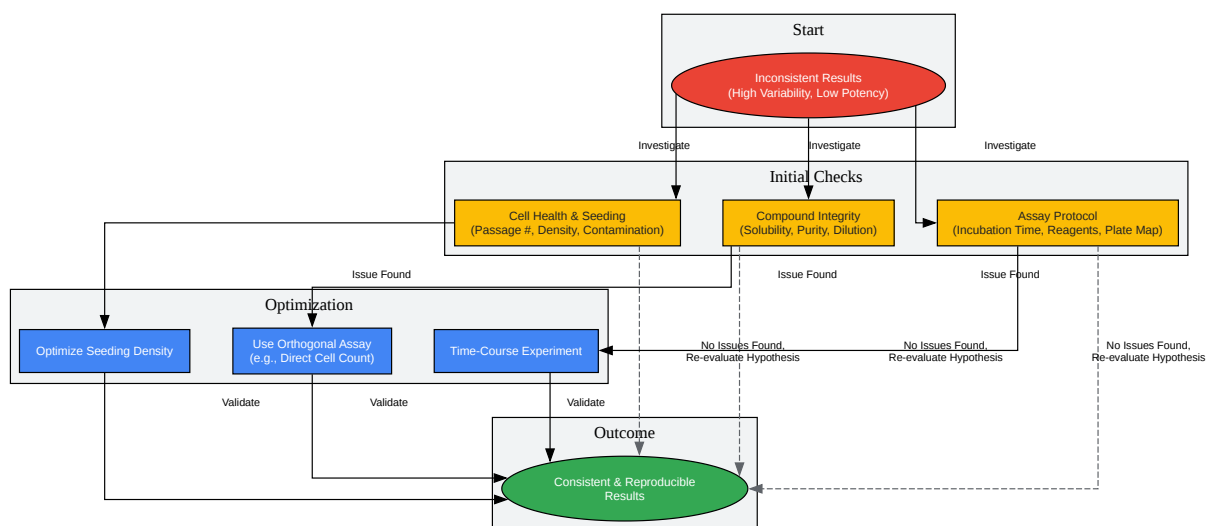 Start
Inconsistent Results
(High Variability, Low Potency)
Investigate
Investigate
Investigate
Initial Checks
Cell Health & Seeding
(Passage #, Density, Contamination)
Compound Integrity
(Solubility, Purity, Dilution)
Assay Protocol
(Incubation Time, Reagents, Plate Map)
Issue Found
Issue Found
Issue Found
Optimization
Optimize Seeding Density
Use Orthogonal Assay
(e.g., Direct Cell Count)
Time-Course Experiment
No Issues Found,
Re-evaluate Hypothesis
No Issues Found,
Re-evaluate Hypothesis
No Issues Found,
Re-evaluate Hypothesis
Validate
Validate
Validate
Outcome
Consistent & Reproducible
Results